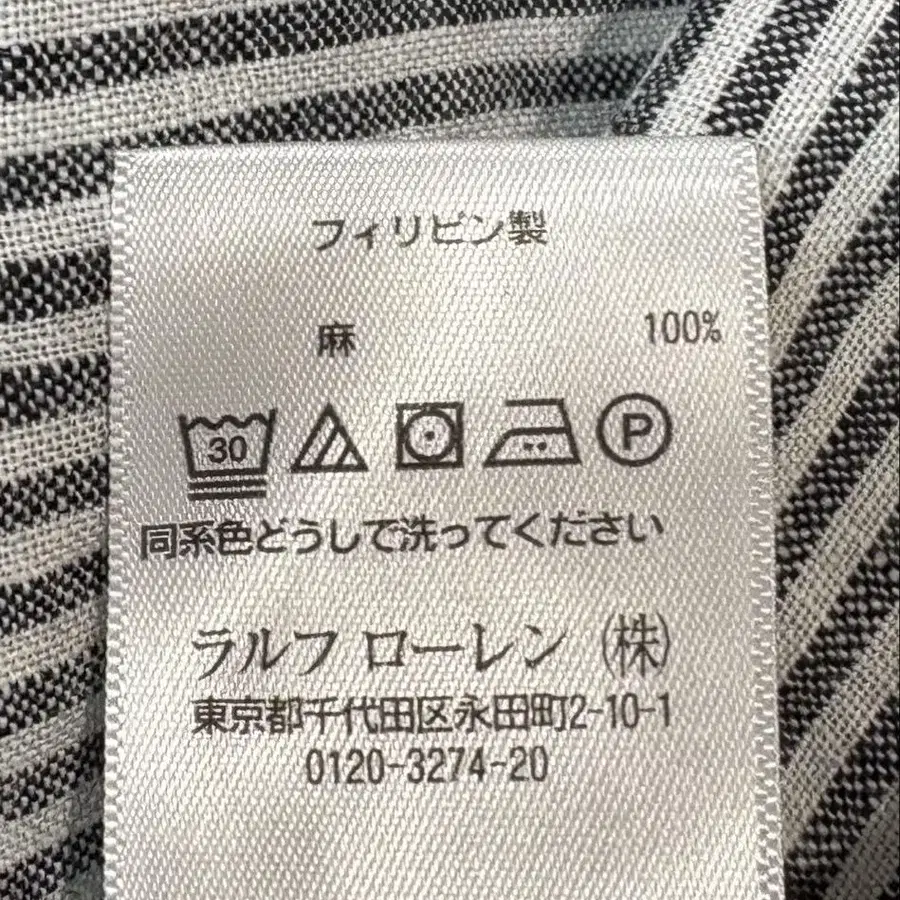 フィリピン製
麻 100%
30 P
同系色どうしで洗ってください
ラルフ ローレン (株)
東京都千代田区永田町2-10-1
0120-3274-20